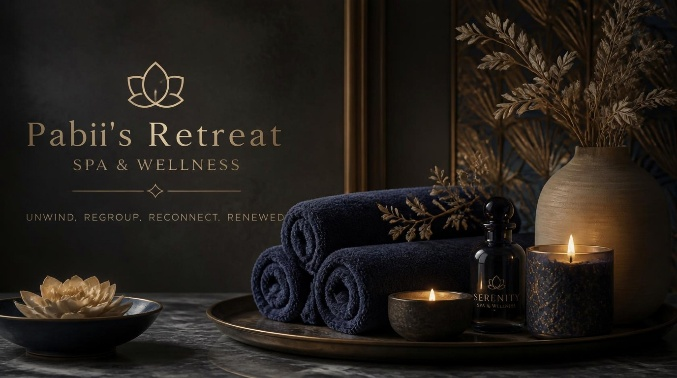 Pabii's Retreat
SPA & WELLNESS
UNWIND, REGROUP, RECONNECT, RENEWED
SERENITY
SPA & WELLNESS